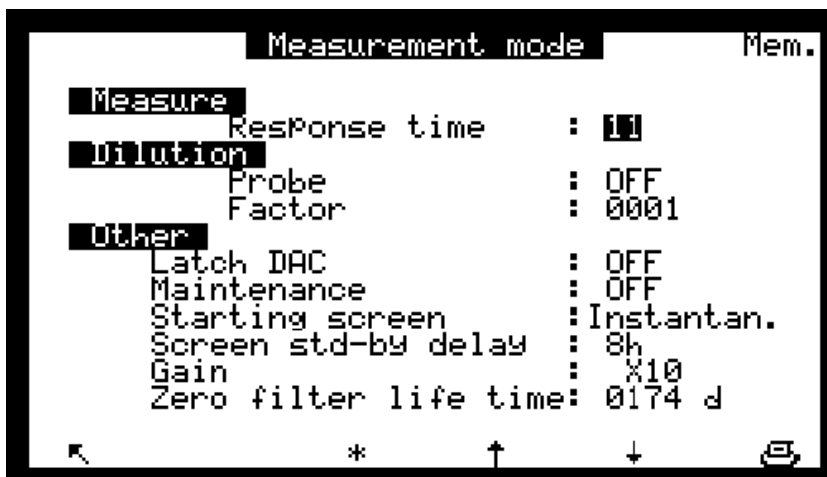 Measurement mode Mem.
Measure
Response time : 11
Dilution
Probe : OFF
Factor : 0001
Other
Latch DAC : OFF
Maintenance : OFF
Starting screen :Instantan.
Screen std-by delay : 8h
Gain : X10
Zero filter life time: 0174 d
* ↑ ↓